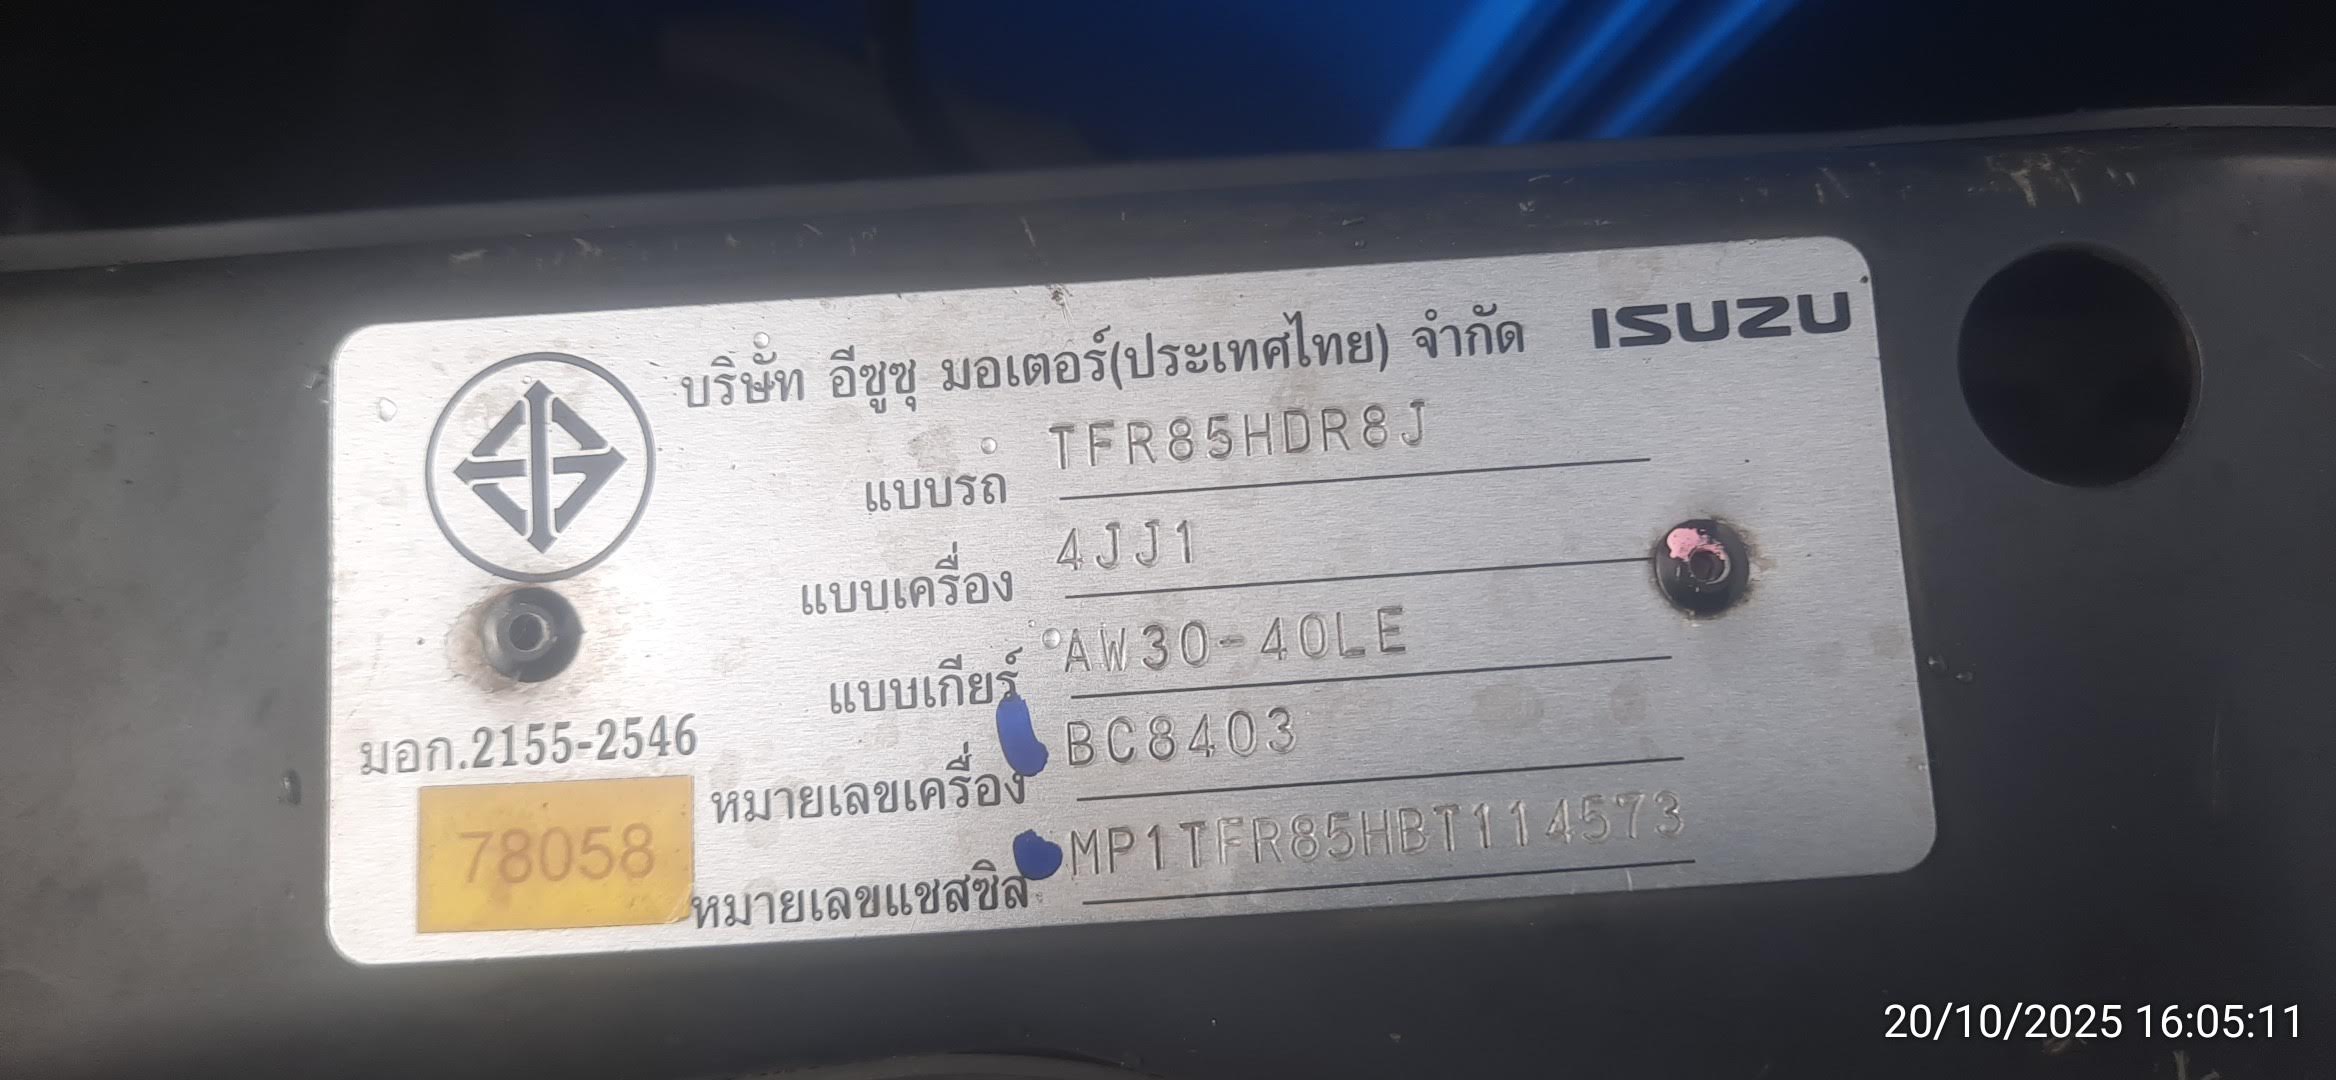 บริษัท อีซูซุ มอเตอร์(ประเทศไทย) จำกัด ISUZU
แบบรถ TFR85HDR8J
แบบเครื่อง 4JJ1
แบบเกียร์ AW30-40LE
มอก.2155-2546
หมายเลขเครื่อง BC8403
78058
หมายเลขแชสซิส MP1TFR85HBT114573
20/10/2025 16:05:11